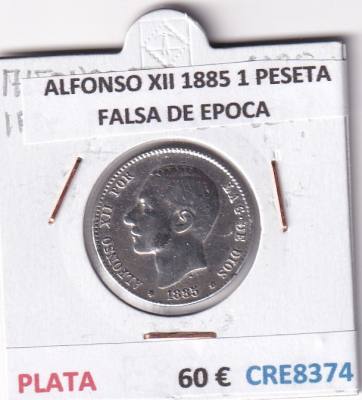 ALFONSO XII 1885 1 PESETA
FALSA DE EPOCA
ALFONSO XII POR LA G. DE DIOS
1885
PLATA 60 € CRE8374